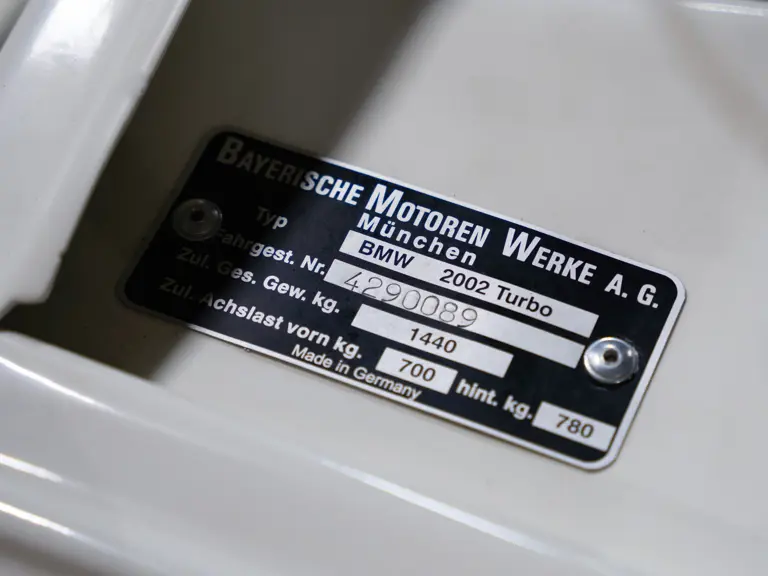 BAYERISCHE MOTOREN WERKE A. G.
München
Typ BMW 2002 Turbo
Fahrgest. Nr. 4290089
Zul. Ges. Gew. kg. 1440
Zul. Achslast vorn kg. 700 hint. kg. 780
Made in Germany